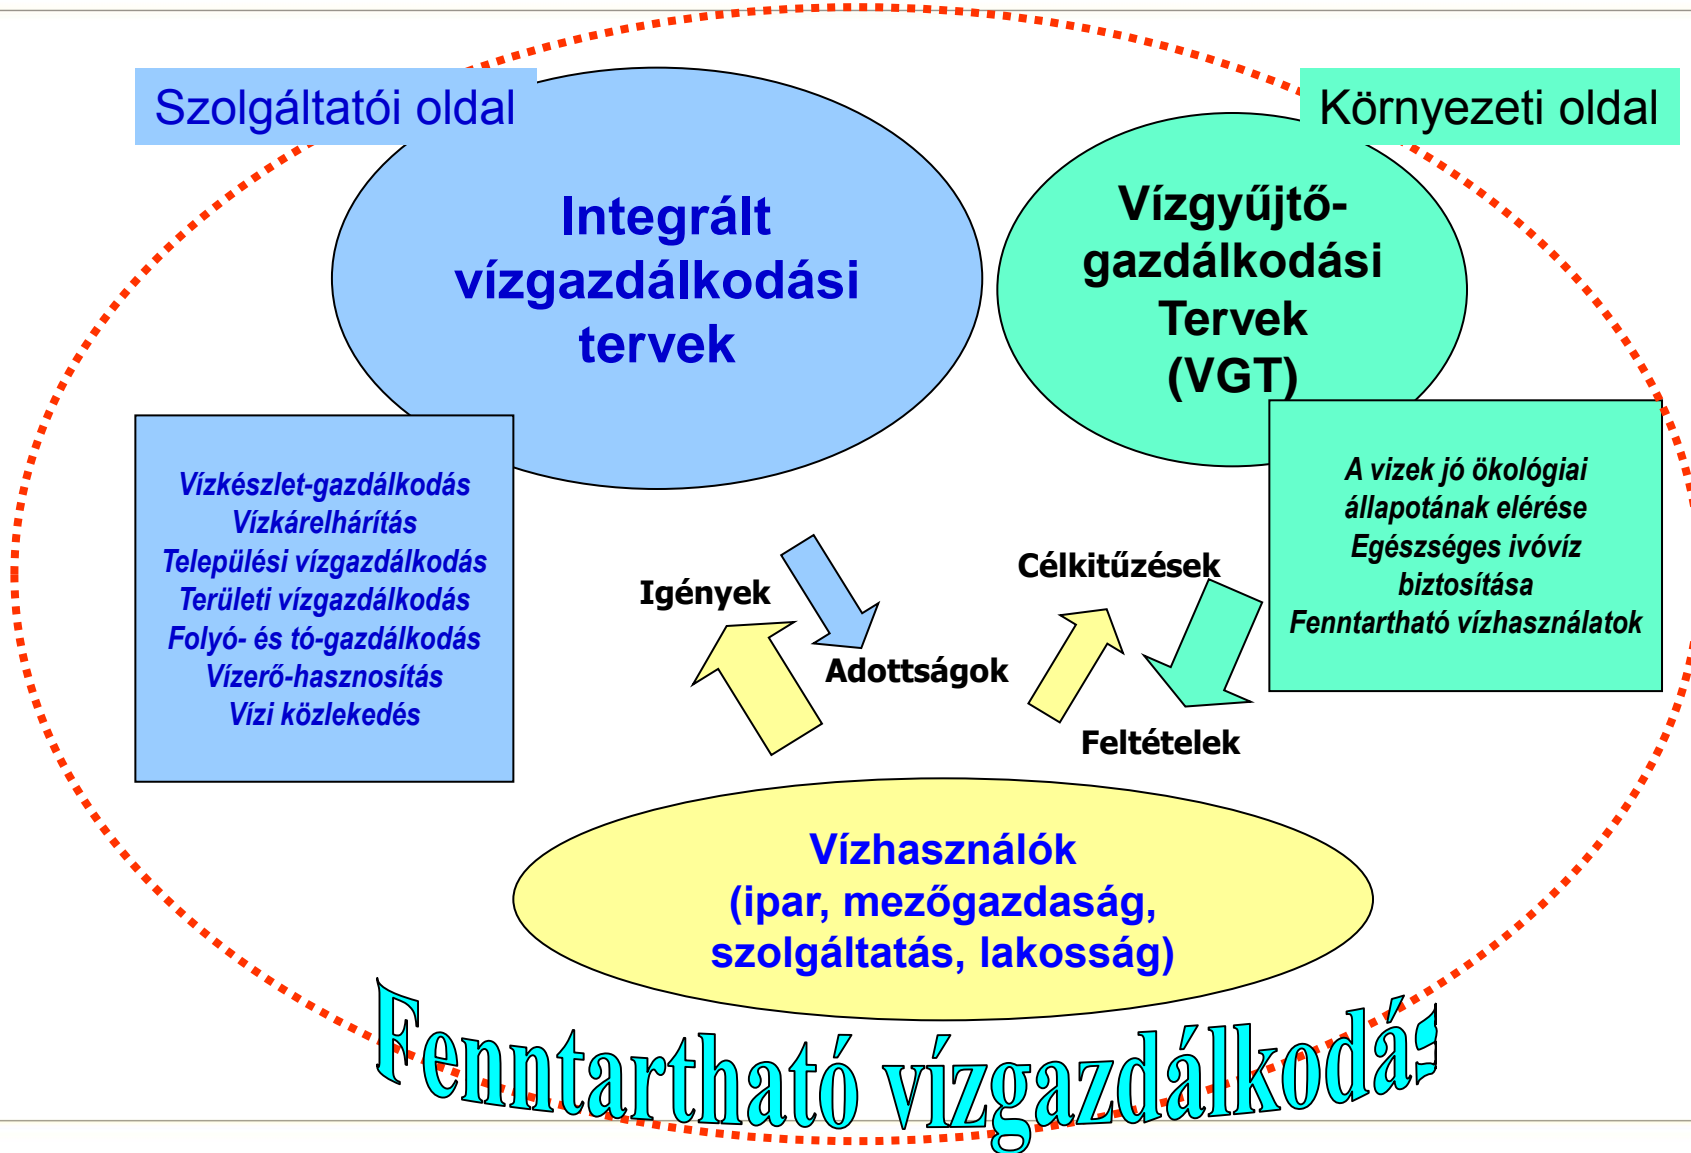 Szolgáltatói oldal
Környezeti oldal
Integrált
vízgazdálkodási
tervek
Vízgyűjtő-
gazdálkodási
Tervek
(VGT)
Vízkészlet-gazdálkodás
Vízkárelhárítás
Települési vízgazdálkodás
Területi vízgazdálkodás
Folyó- és tó-gazdálkodás
Vízerő-hasznosítás
Vízi közlekedés
A vizek jó ökológiai
állapotának elérése
Egészséges ivóvíz
biztosítása
Fenntartható vízhasználatok
Igények
Adottságok
Célkitűzések
Feltételek
Vízhasználók
(ipar, mezőgazdaság,
szolgáltatás, lakosság)
Fenntartható vízgazdálkodás